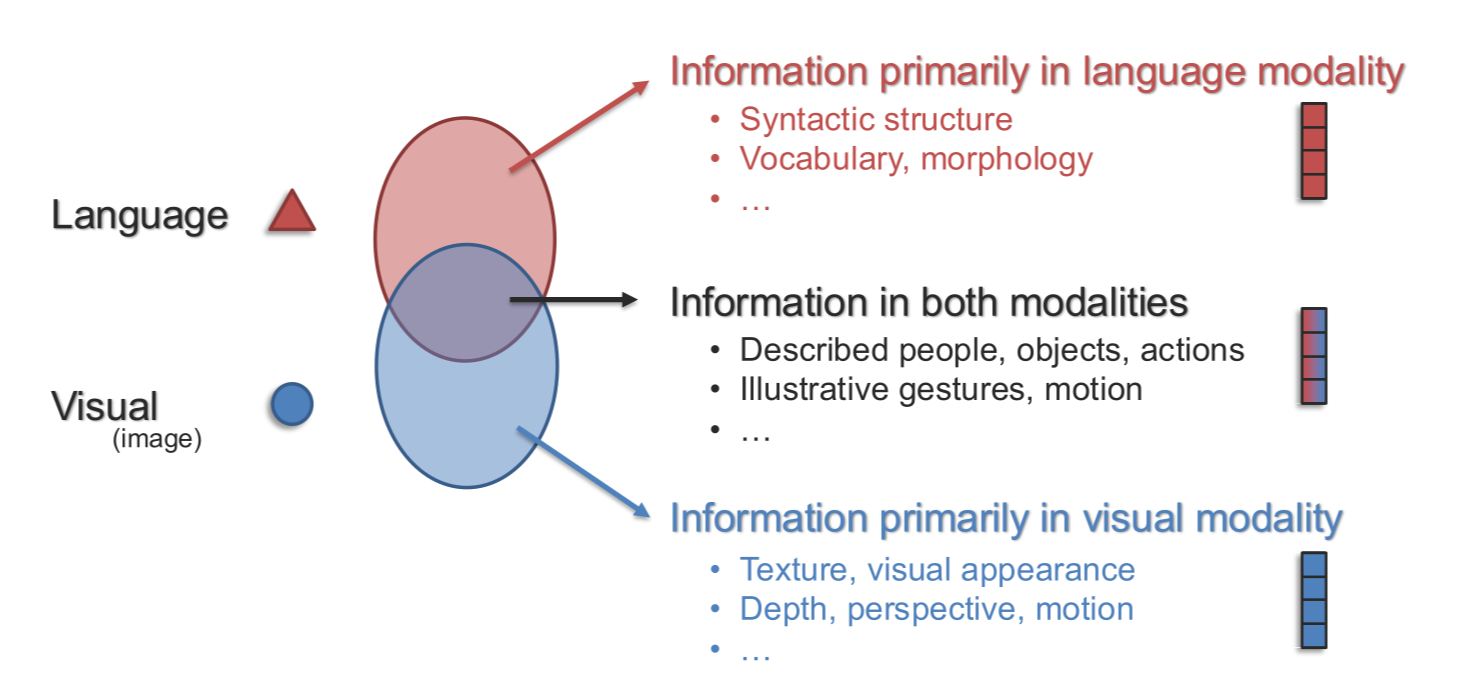 Information primarily in language modality
• Syntactic structure
• Vocabulary, morphology
• …
Language
Information in both modalities
• Described people, objects, actions
• Illustrative gestures, motion
• …
Visual
(image)
Information primarily in visual modality
• Texture, visual appearance
• Depth, perspective, motion
• …